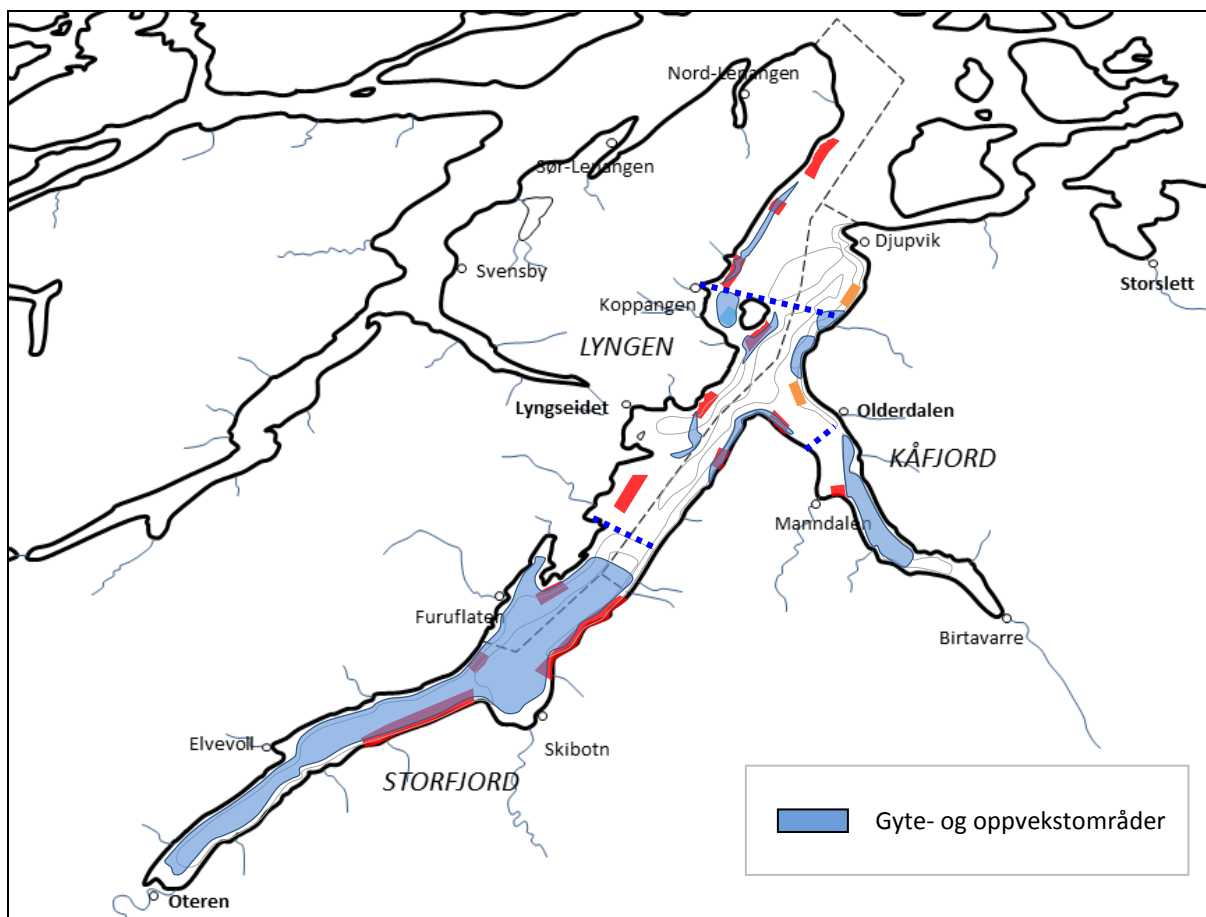 Nord-Lenangen
Sør-Lenangen
Djupvik
Svensby
Storslett
Koppangen
LYNGEN
Lyngseidet
Olderdalen
KÅFJORD
Manndalen
Furuflaten
Birtavarre
Elvevoll
Skibotn
STORFJORD
Gyte- og oppvekstområder
Oteren